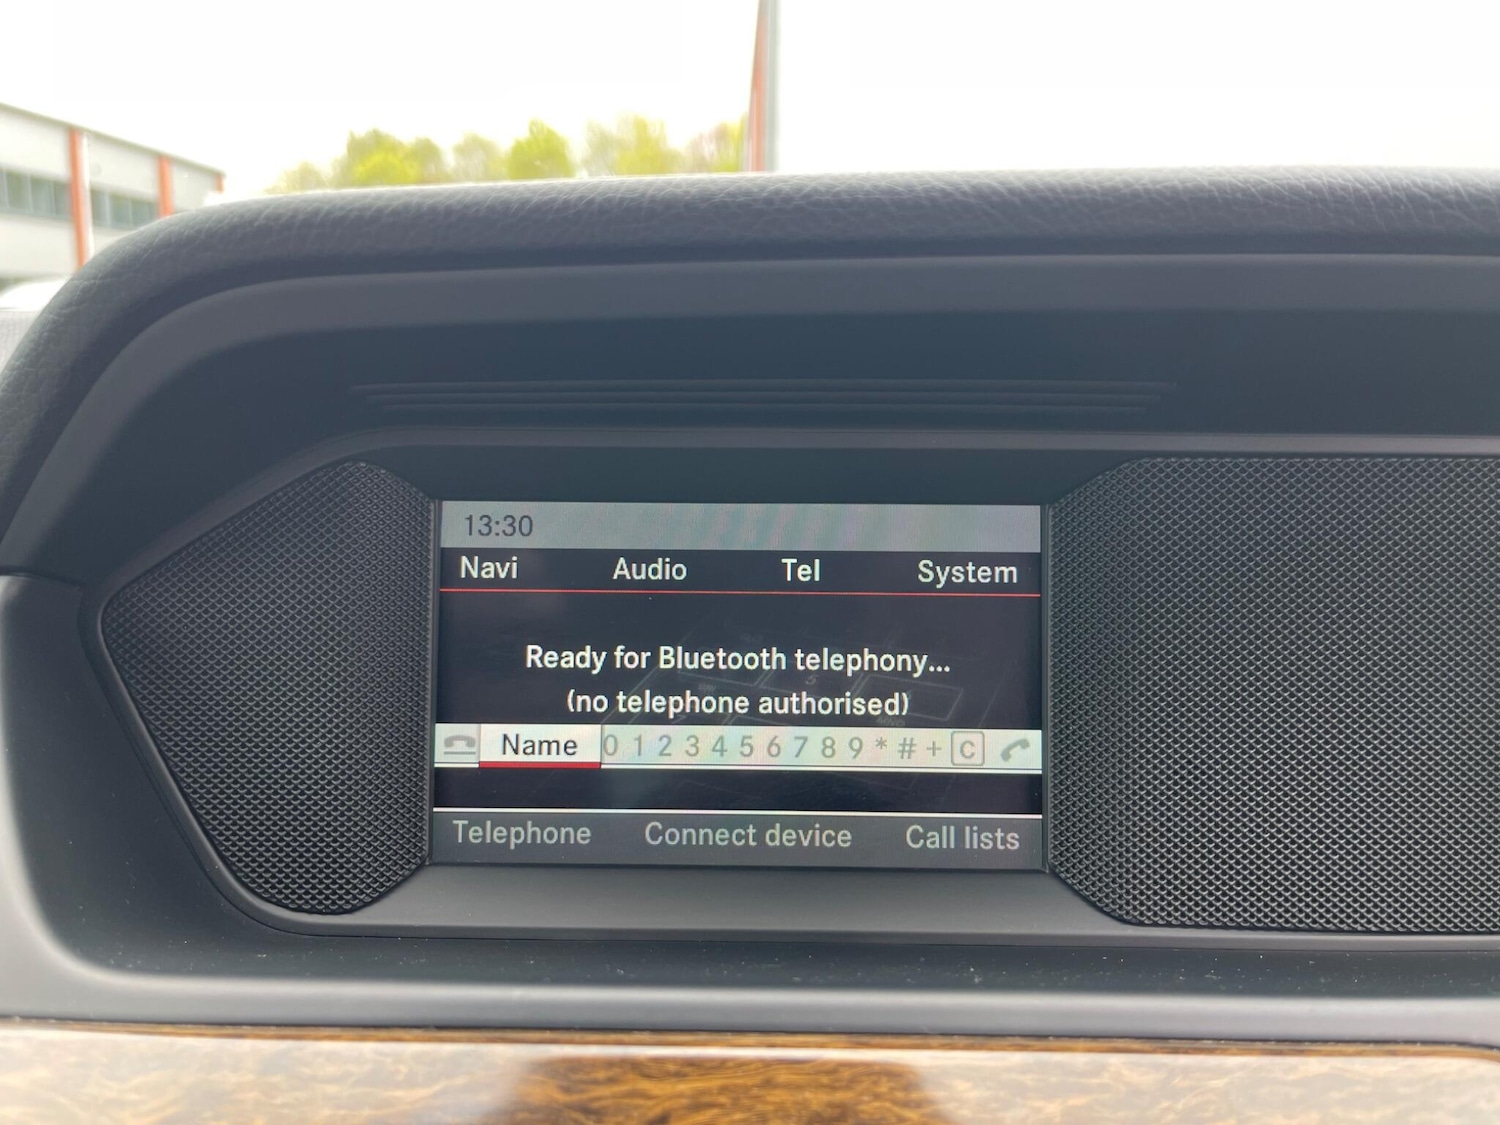 13:30
Navi Audio Tel System
Ready for Bluetooth telephony...
(no telephone authorised)
Name 0 1 2 3 4 5 6 7 8 9 * # + C
Telephone Connect device Call lists